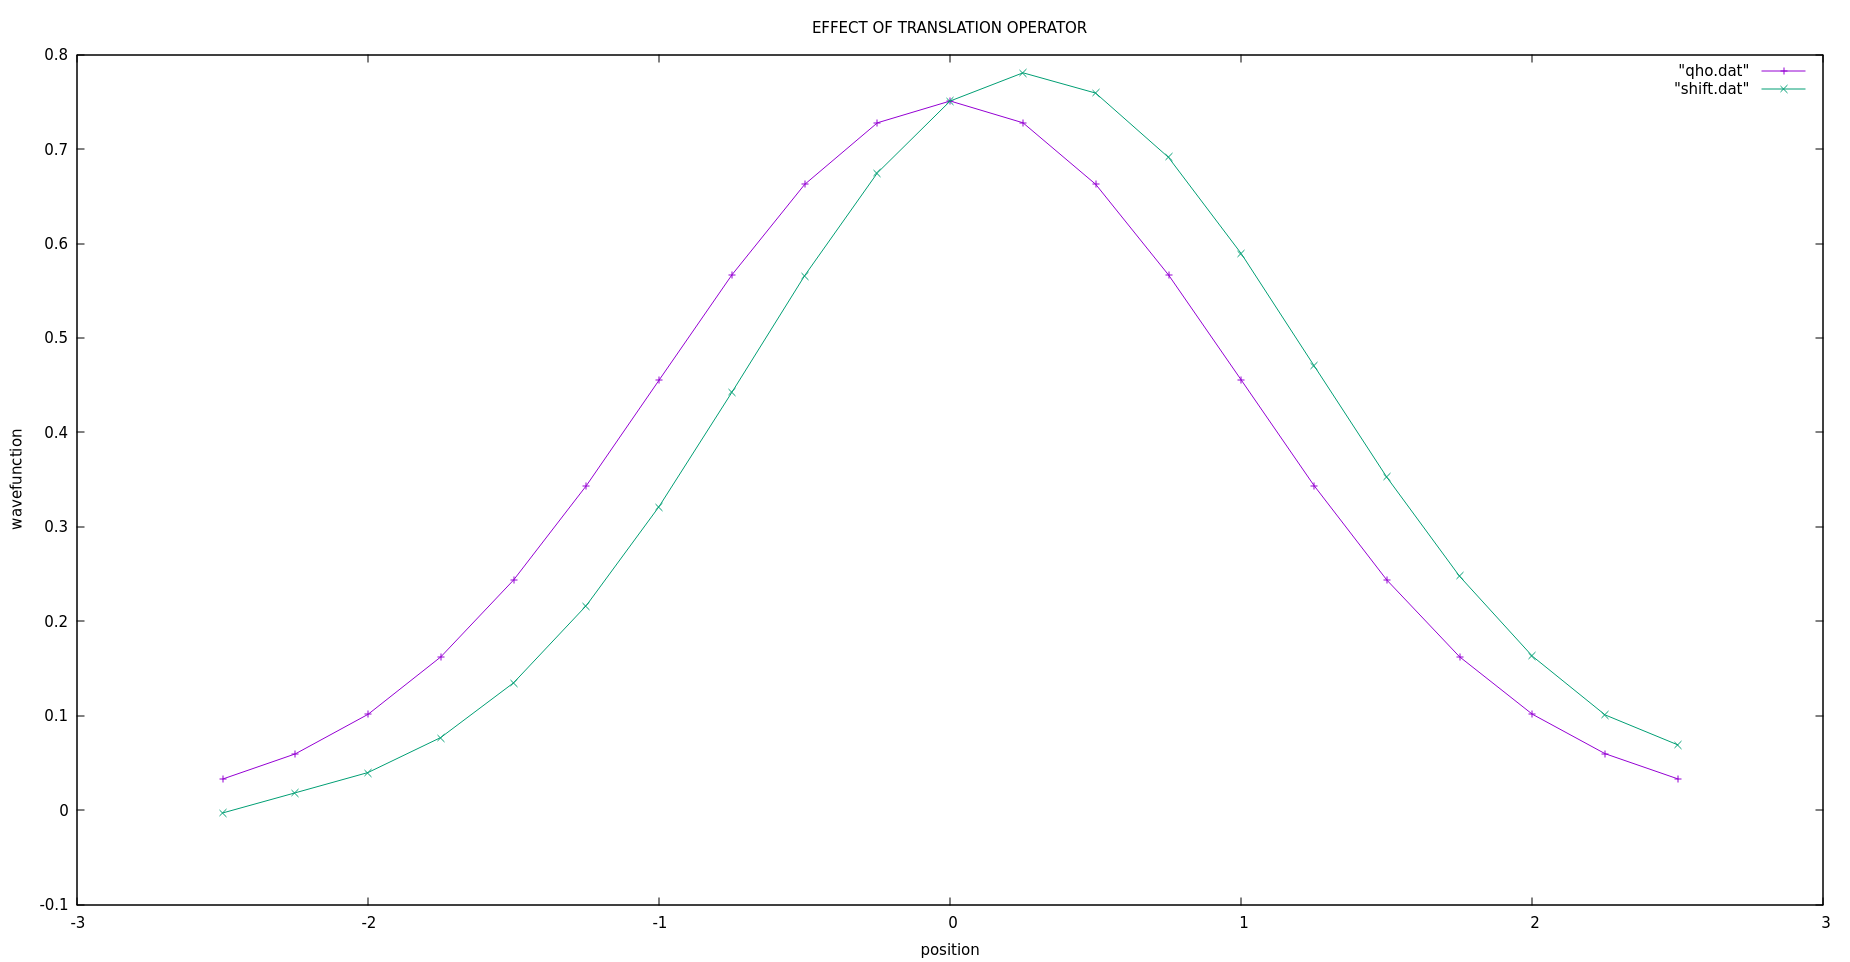 EFFECT OF TRANSLATION OPERATOR
"qho.dat"
"shift.dat"
0.8
0.7
0.6
0.5
0.4
0.3
0.2
0.1
0
-0.1
wavefunction
-3 -2 -1 0 1 2 3
position